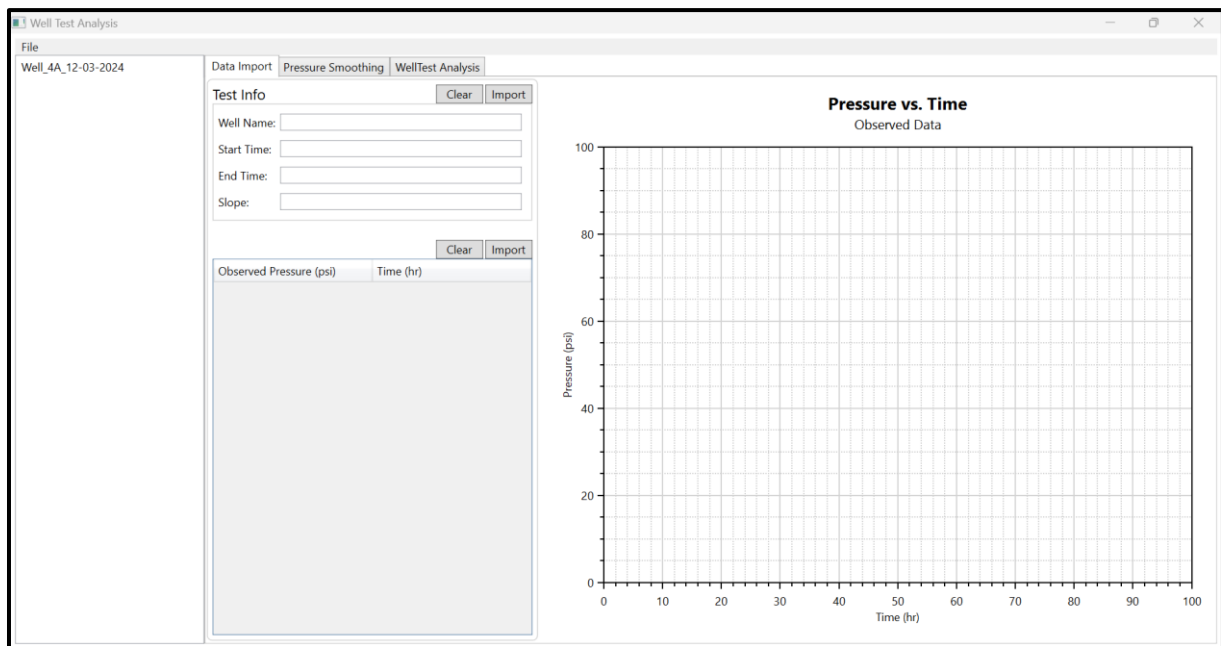 Well Test Analysis
File
Well_4A_12-03-2024
Data Import Pressure Smoothing WellTest Analysis
Test Info Clear Import
Well Name:
Start Time:
End Time:
Slope:
Clear Import
Observed Pressure (psi) Time (hr)
Pressure vs. Time
Observed Data
100
80
60
40
20
0
Pressure (psi)
0 10 20 30 40 50 60 70 80 90 100
Time (hr)